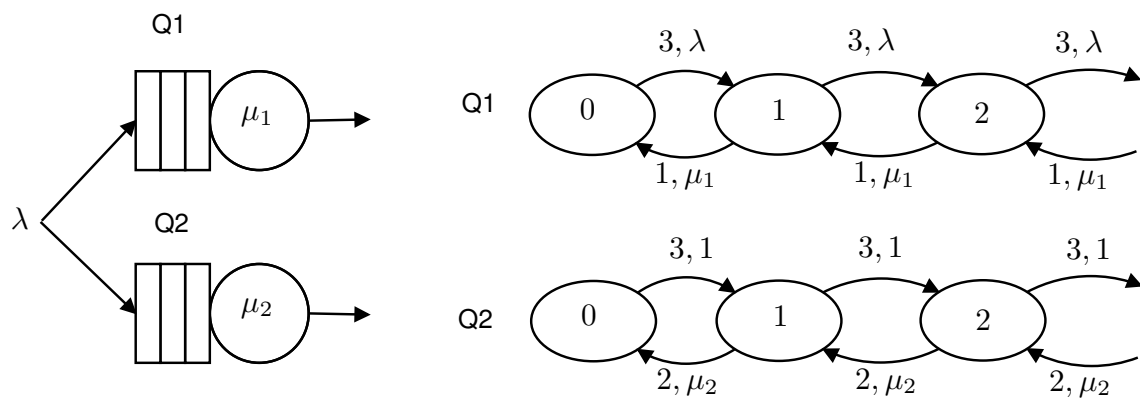 Q1
μ₁
λ
Q2
μ₂
3, λ 3, λ 3, λ
Q1 0 1 2
1, μ₁ 1, μ₁ 1, μ₁
3, 1 3, 1 3, 1
Q2 0 1 2
2, μ₂ 2, μ₂ 2, μ₂